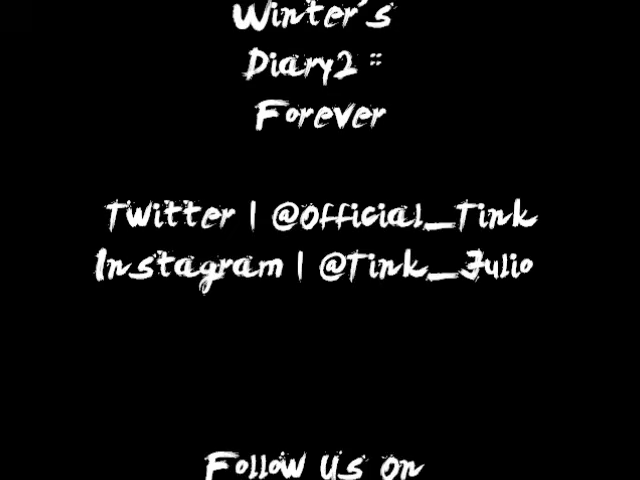 Winter's
Diary2 ::
Forever
Twitter | @Official_Tink
Instagram | @Tink_Julio
Follow Us On